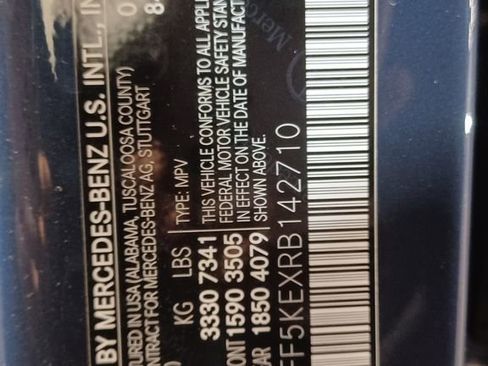 BY MERCEDES-BENZ U.S. INTL., IN
TURED IN USA (ALABAMA, TUSCALOOSA COUNTY)
ONTRACT FOR MERCEDES-BENZ AG, STUTTGART
KG LBS TYPE: MPV
3330 7341 THIS VEHICLE CONFORMS TO ALL APPLI
ONT 1590 3505 FEDERAL MOTOR VEHICLE SAFETY STAN
AR 1850 4079 IN EFFECT ON THE DATE OF MANUFAC
SHOWN ABOVE.
FF5KEXRB142710